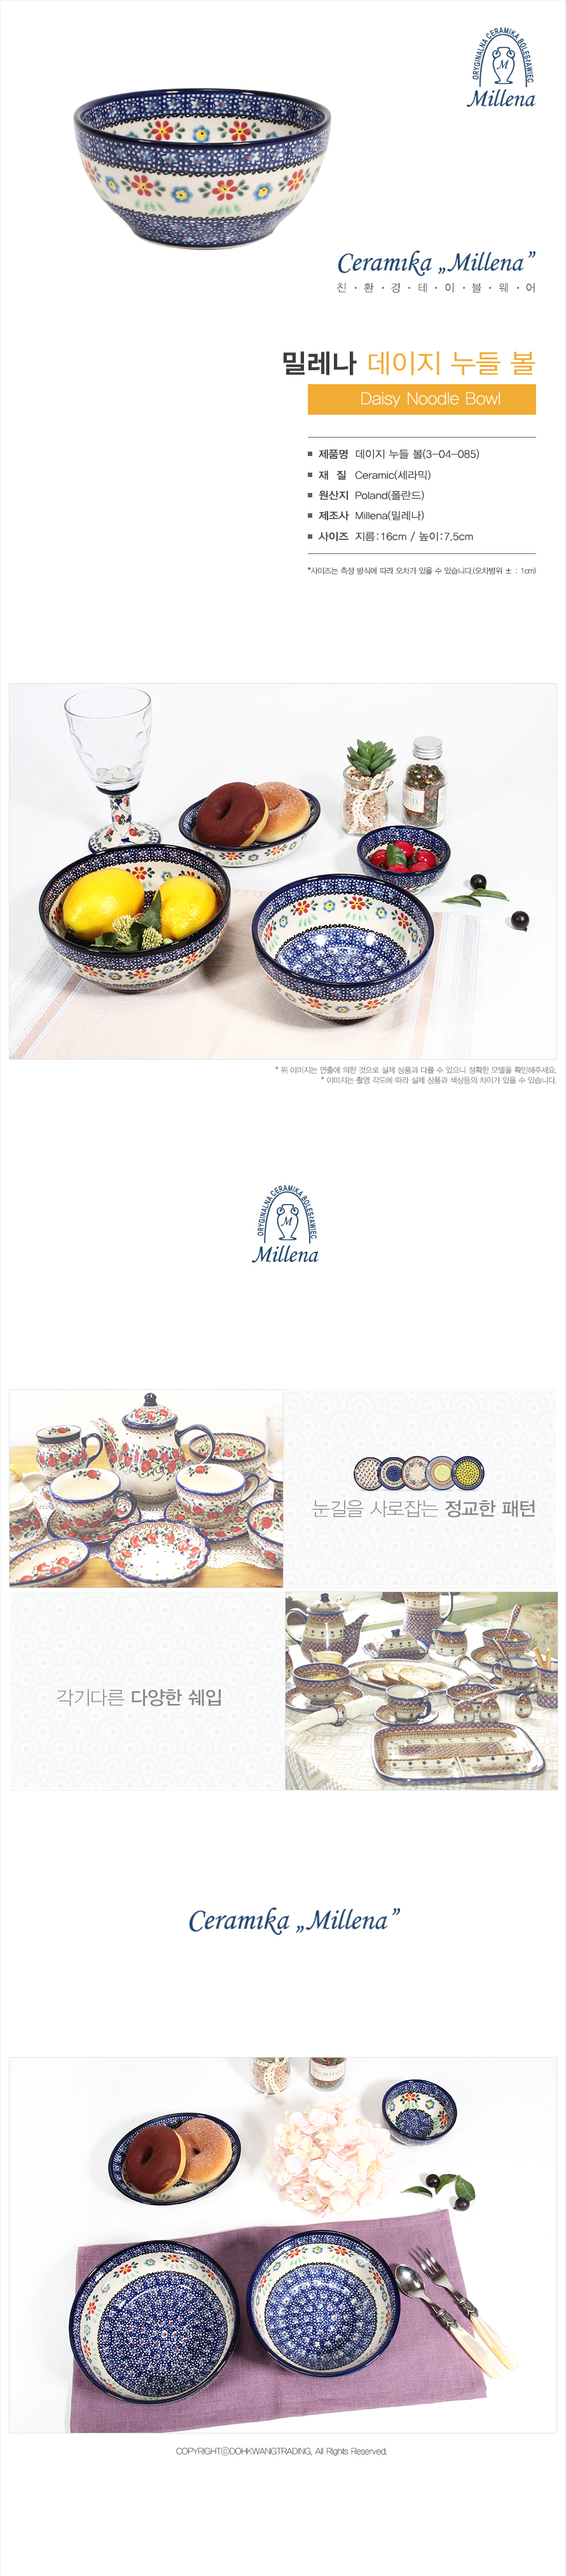 ORYGINALNA CERAMIKA BOLESŁAWIEC
M
Millena
Ceramika „Millena”
친・환・경・테・이・블・웨・어
밀레나 데이지 누들 볼
Daisy Noodle Bowl
제품명 데이지 누들 볼(3-04-085)
재 질 Ceramic(세라믹)
원산지 Poland(폴란드)
제조사 Millena(밀레나)
사이즈 지름:16cm / 높이:7.5cm
*사이즈는 측정 방식에 따라 오차가 있을 수 있습니다.(오차범위 ± : 1cm)
* 위 이미지는 연출에 의한 것으로 실제 상품과 다를 수 있으니 정확한 모델을 확인해주세요.
* 이미지는 촬영 각도에 따라 실제 상품과 색상등의 차이가 있을 수 있습니다.
ORYGINALNA CERAMIKA BOLESŁAWIEC
M
Millena
눈길을 사로잡는 정교한 패턴
각기다른 다양한 쉐입
Ceramika „Millena”
COPYRIGHTⓒDOHKWANGTRADING, All Rights Reserved.